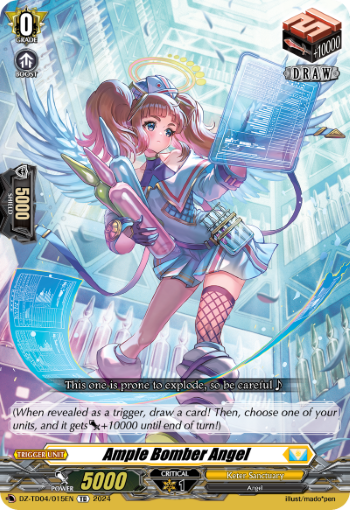 0
GRADE
BOOST
+10000
DRAW
5000
SHIELD
This one is prone to explode, so be careful♪
(When revealed as a trigger, draw a card! Then, choose one of your
units, and it gets +10000 until end of turn!)
TRIGGER UNIT
Ample Bomber Angel
POWER 5000
CRITICAL
1
Keter Sanctuary
Angel
DZ-TD04/015EN TD 2024
illust/mado*pen